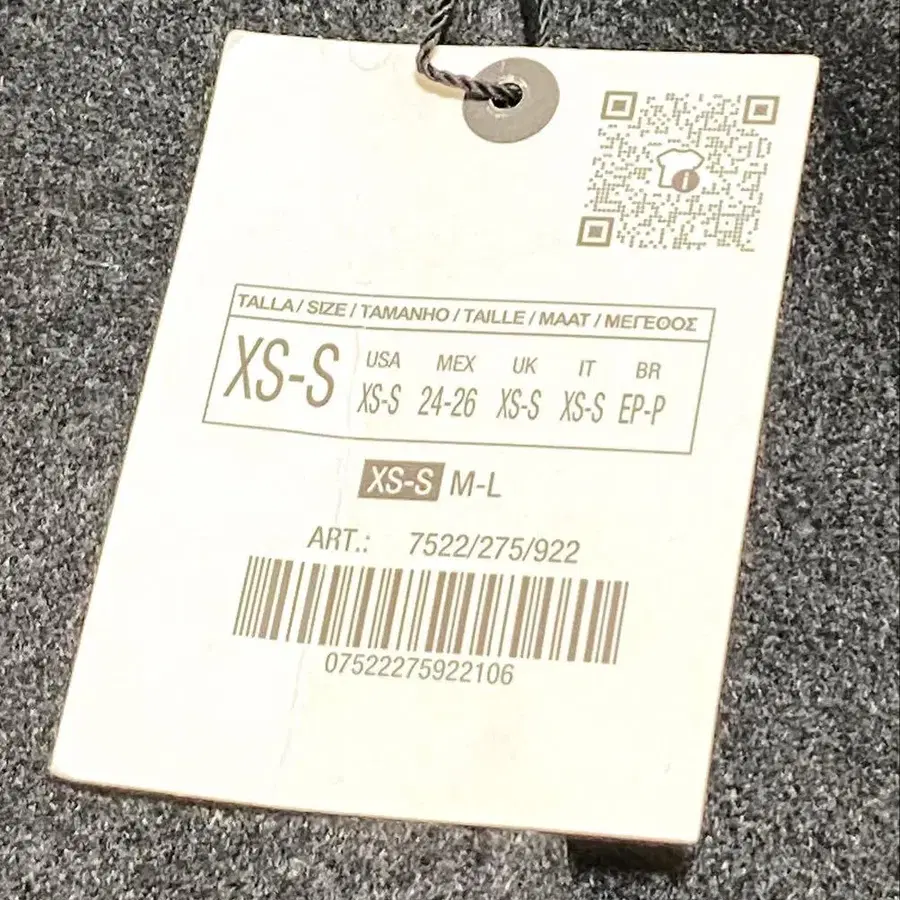 TALLA / SIZE / TAMANHO / TAILLE / MAAT / ΜΕΓΕΘΟΣ
XS-S
USA MEX UK IT BR
XS-S 24-26 XS-S XS-S EP-P
XS-S M-L
ART.: 7522/275/922
07522275922106